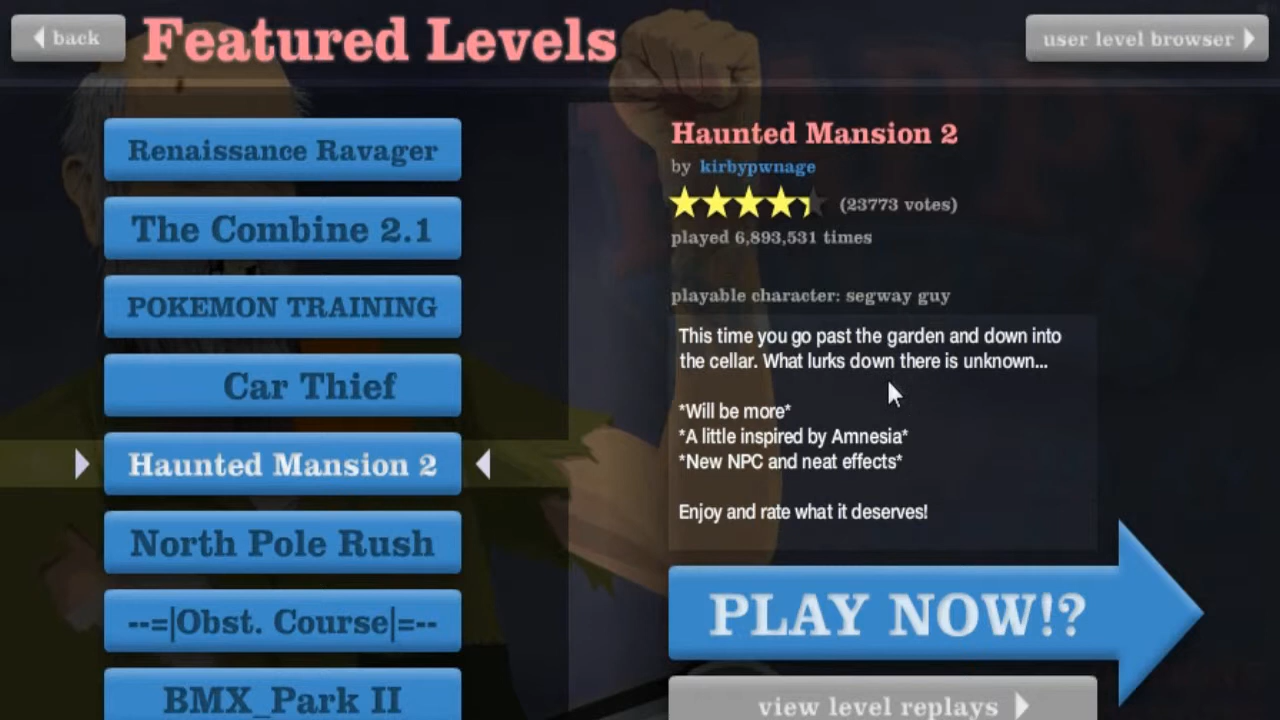 back
Featured Levels
user level browser
Renaissance Ravager
The Combine 2.1
POKEMON TRAINING
Car Thief
Haunted Mansion 2
North Pole Rush
--=|Obst. Course|=--
BMX_Park II
Haunted Mansion 2
by kirbypwnage
(23773 votes)
played 6,893,531 times
playable character: segway guy
This time you go past the garden and down into
the cellar. What lurks down there is unknown...
*Will be more*
*A little inspired by Amnesia*
*New NPC and neat effects*
Enjoy and rate what it deserves!
PLAY NOW!?
view level replays